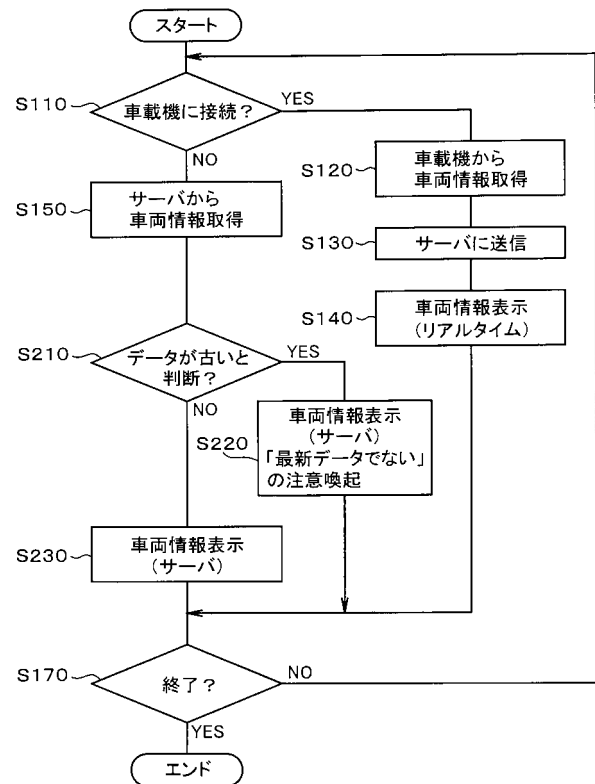 スタート
S110
車載機に接続？
YES
NO
S120
車載機から
車両情報取得
S150
サーバから
車両情報取得
S130
サーバに送信
S140
車両情報表示
(リアルタイム)
S210
データが古いと
判断？
YES
NO
S220
車両情報表示
(サーバ)
「最新データでない」
の注意喚起
S230
車両情報表示
(サーバ)
S170
終了？
NO
YES
エンド